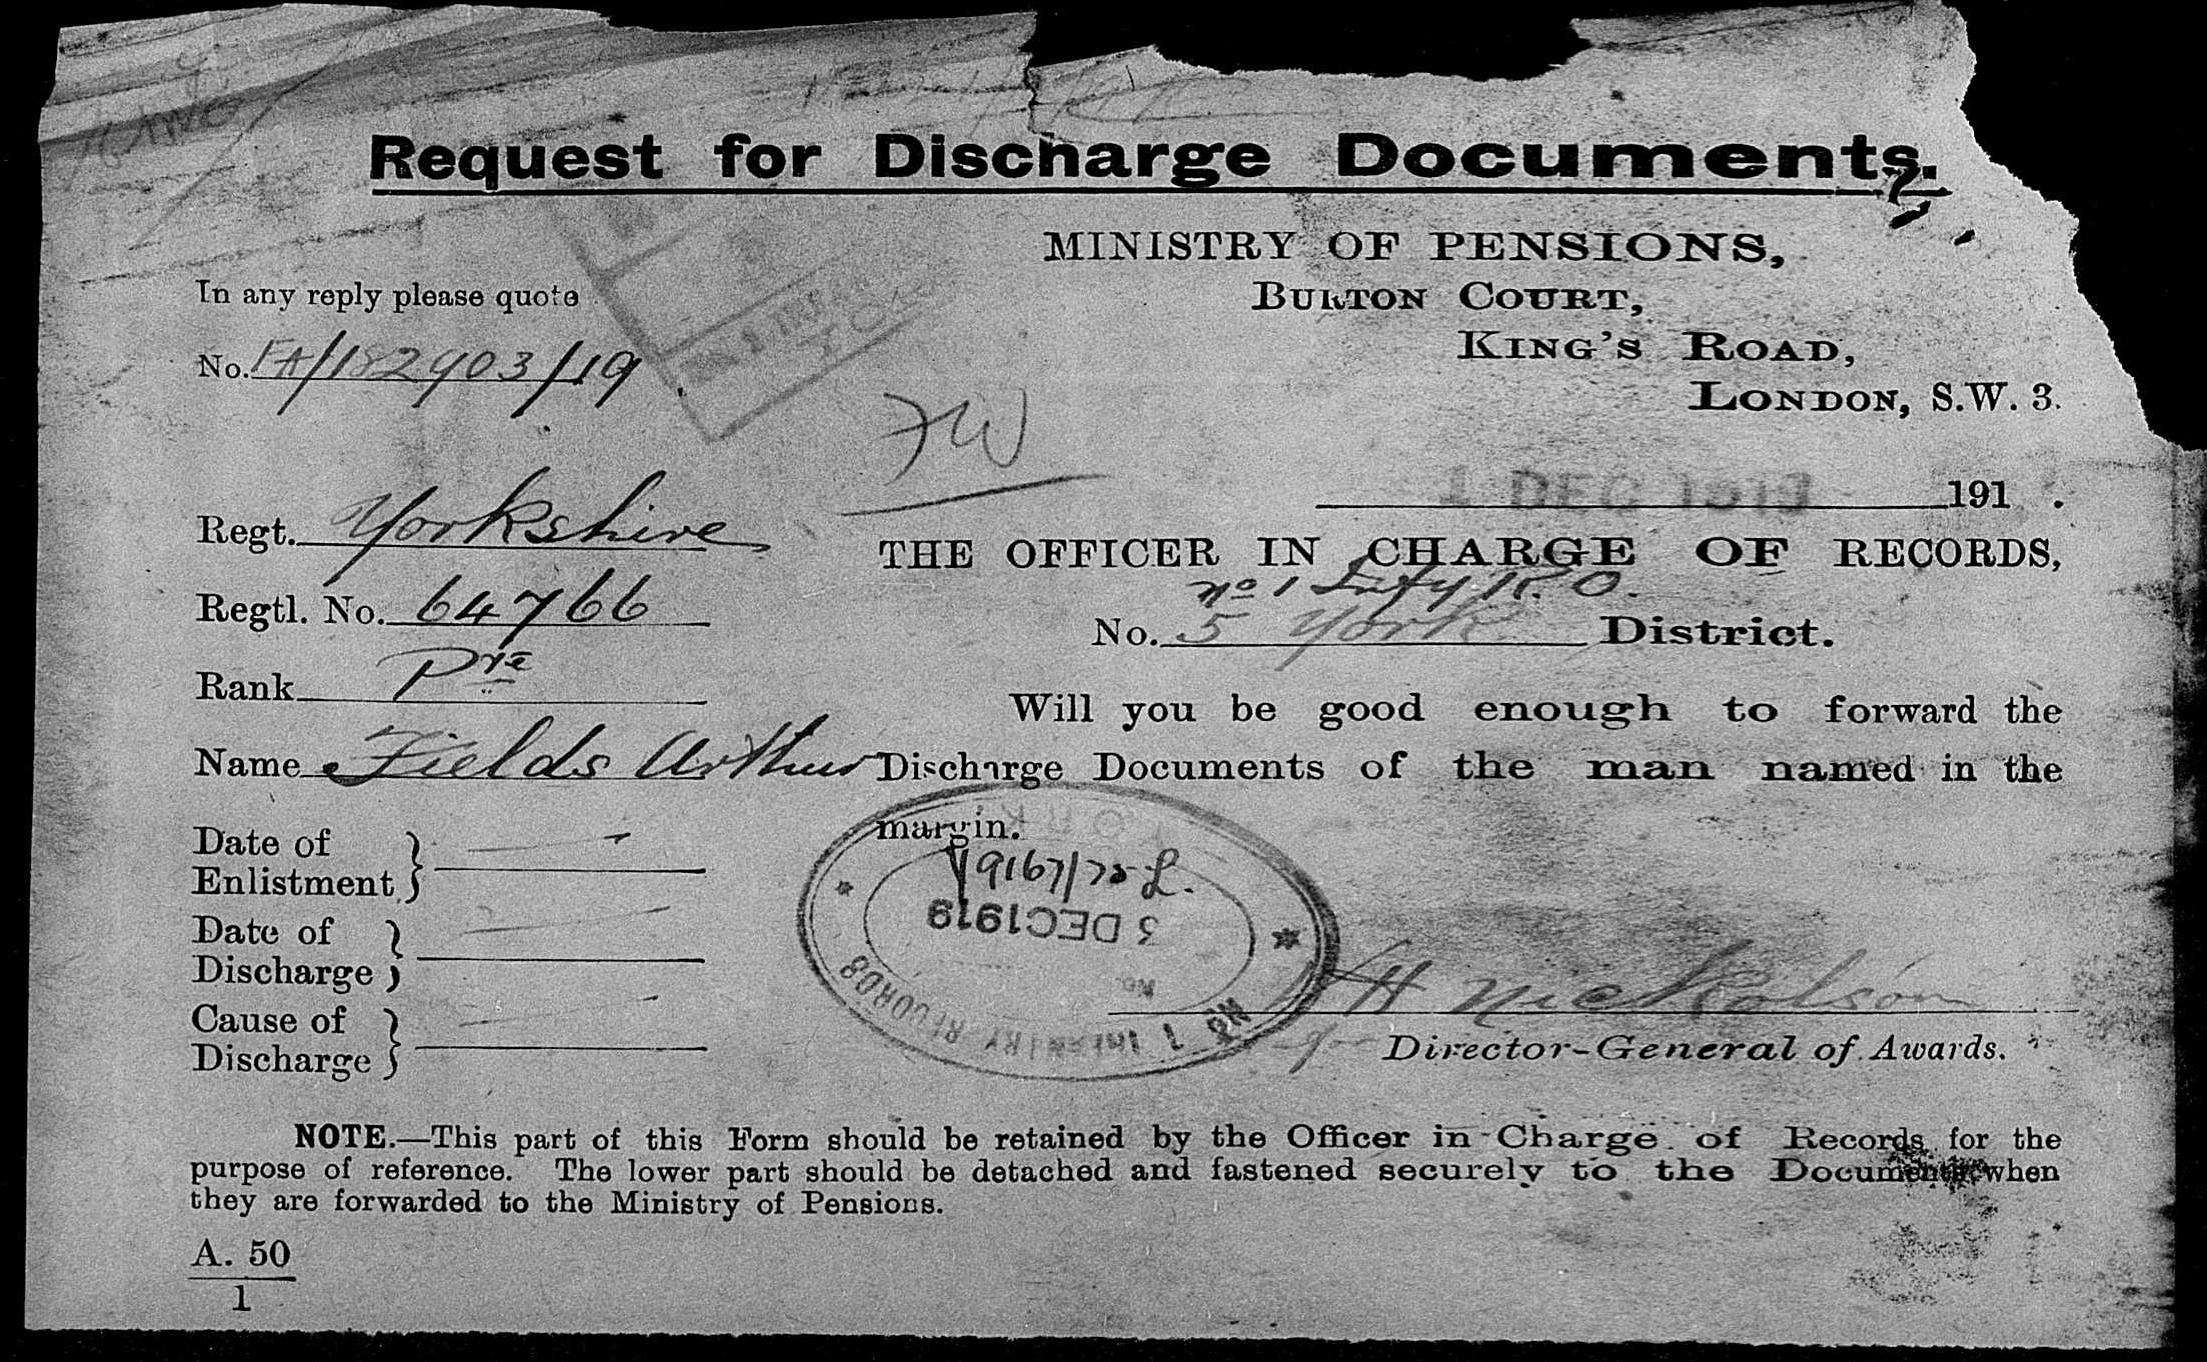 Request for Discharge Documents.
MINISTRY OF PENSIONS,
BURTON COURT,
KING'S ROAD,
LONDON, S.W. 3.
In any reply please quote
No. FA/182903/19
JW
1 DEC 1919
191 .
Regt. Yorkshire
Regtl. No. 64766
Rank Pte
Name Fields Arthur
Date of
Enlistment
Date of
Discharge
Cause of
Discharge
THE OFFICER IN CHARGE OF RECORDS,
No 1 Infy R. O.
No. 5 York District.
Will you be good enough to forward the
Discharge Documents of the man named in the
margin.
9167/75 L.
3 DEC 1919
No 1 INFANTRY RECORDS
YORK
H Nickolson
Director-General of Awards.
NOTE.—This part of this Form should be retained by the Officer in Charge of Records for the
purpose of reference. The lower part should be detached and fastened securely to the Documents when
they are forwarded to the Ministry of Pensions.
A. 50
1